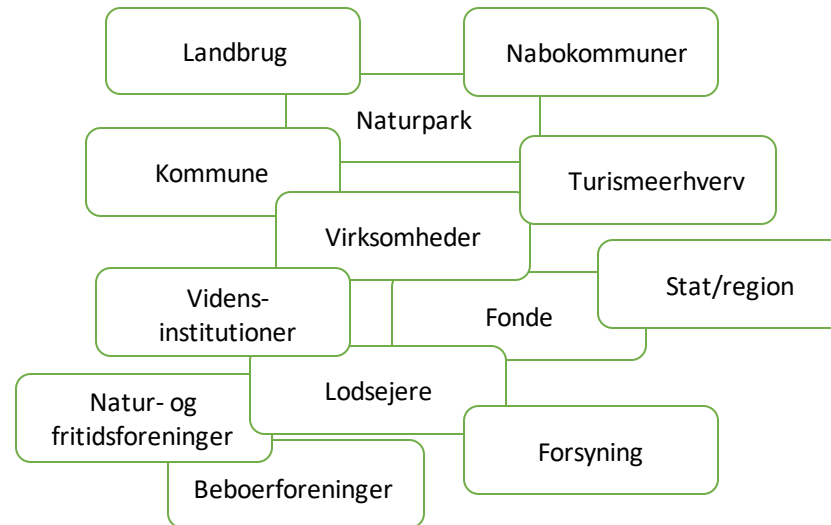 Landbrug
Nabokommuner
Naturpark
Kommune
Turismeerhverv
Virksomheder
Videns-
institutioner
Stat/region
Fonde
Lodsejere
Natur- og
fritidsforeninger
Forsyning
Beboerforeninger